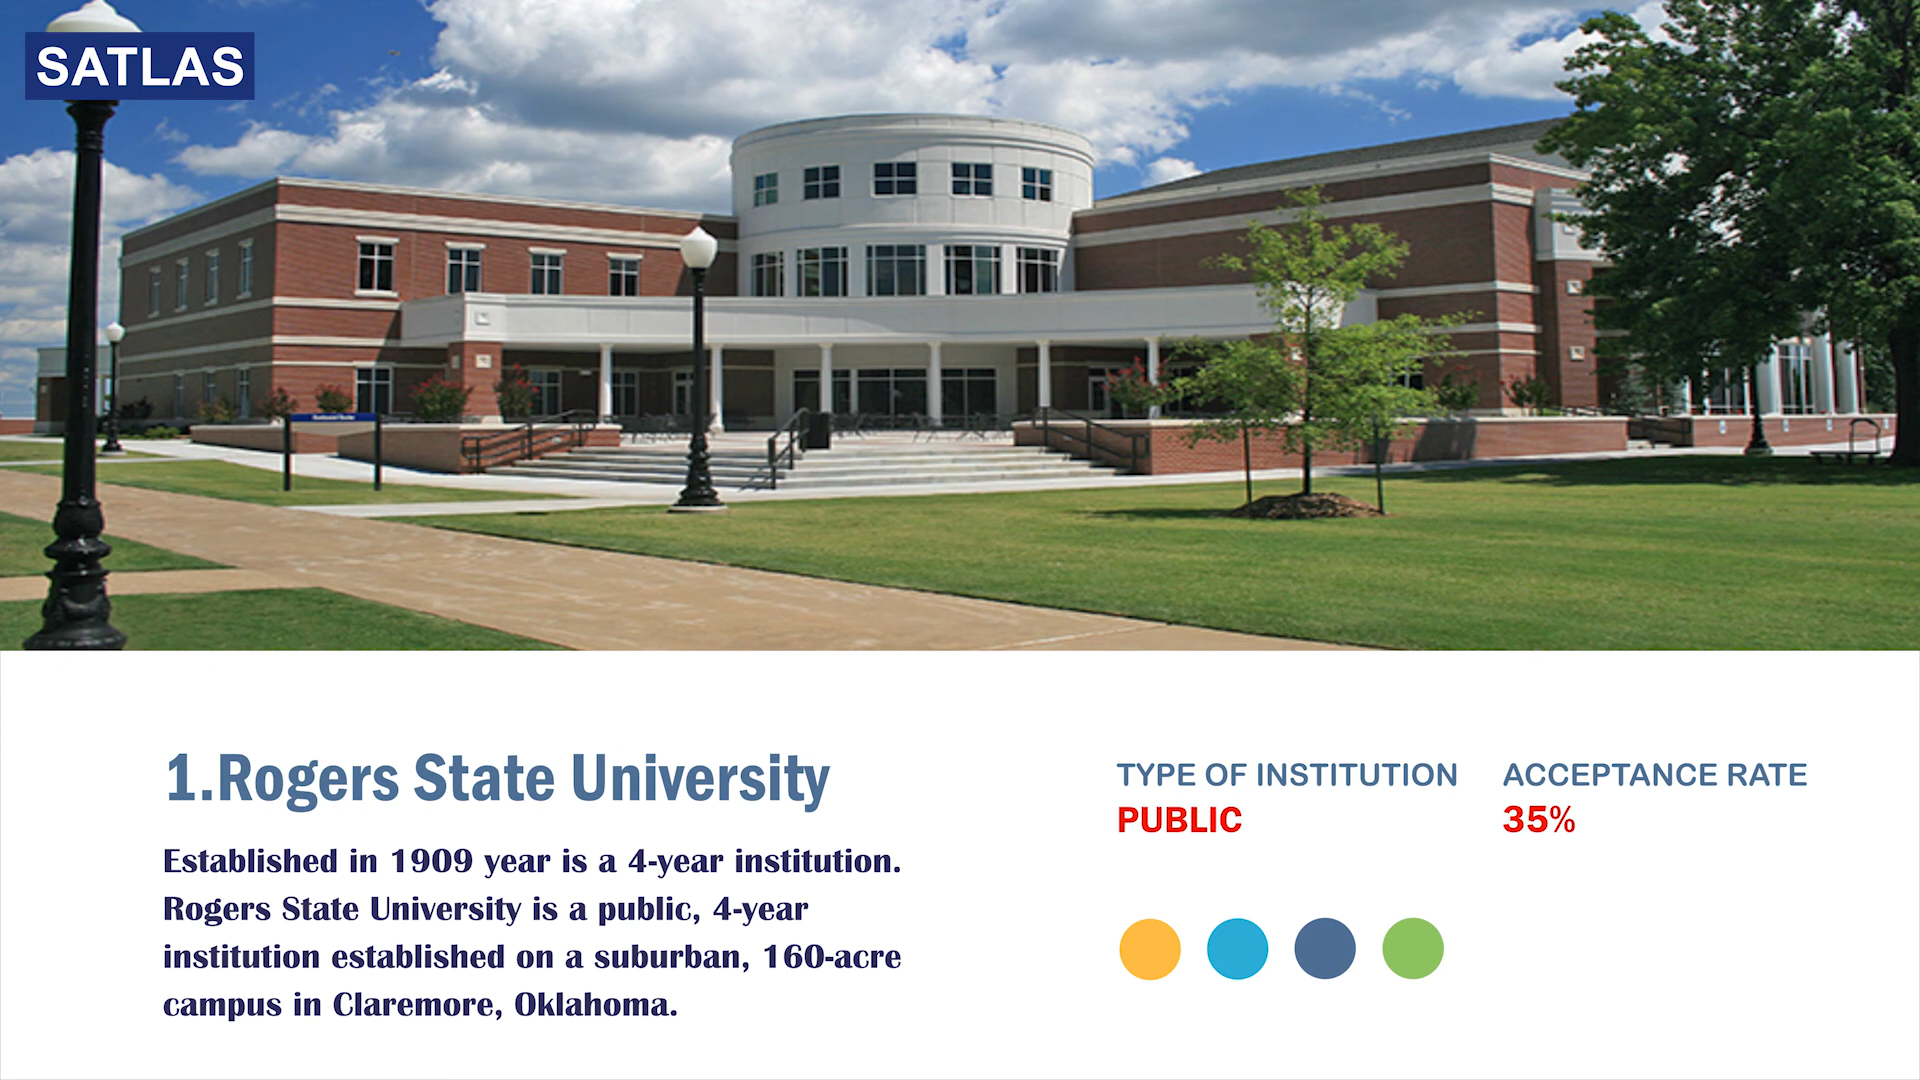 SATLAS
1.Rogers State University
Established in 1909 year is a 4-year institution.
Rogers State University is a public, 4-year
institution established on a suburban, 160-acre
campus in Claremore, Oklahoma.
TYPE OF INSTITUTION
PUBLIC
ACCEPTANCE RATE
35%